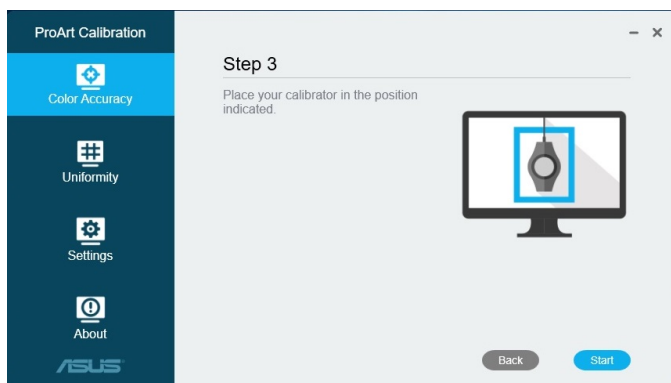 ProArt Calibration
Color Accuracy
Uniformity
Settings
About
ASUS
Step 3
Place your calibrator in the position
indicated.
Back
Start